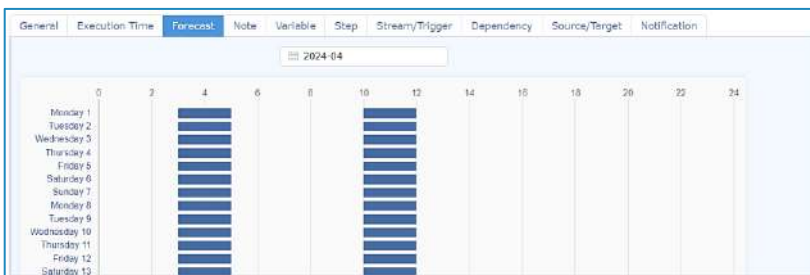 General Execution Time Forecast Note Variable Step Stream/Trigger Dependency Source/Target Notification
2024-04
0 2 4 6 8 10 12 14 16 18 20 22 24
Monday 1
Tuesday 2
Wednesday 3
Thursday 4
Friday 5
Saturday 6
Sunday 7
Monday 8
Tuesday 9
Wednesday 10
Thursday 11
Friday 12
Saturday 13